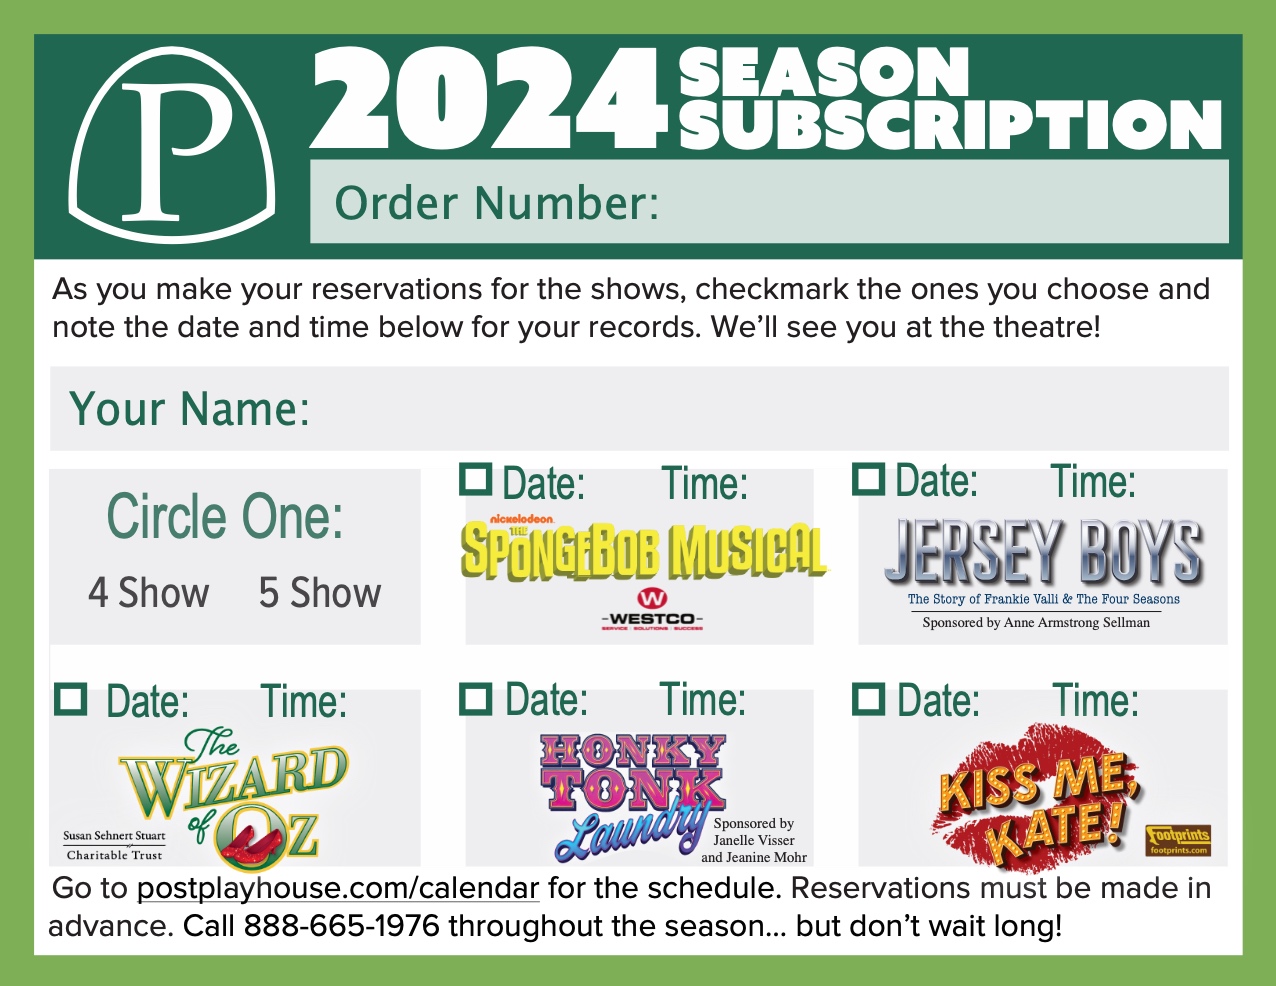 P
2024 SEASON
SUBSCRIPTION
Order Number:
As you make your reservations for the shows, checkmark the ones you choose and
note the date and time below for your records. We'll see you at the theatre!
Your Name:
Circle One:
4 Show 5 Show
Date: Time:
nickelodeon
THE
SPONGEBOB MUSICAL
W
WESTCO
SERVICE SOLUTIONS SUCCESS
Date: Time:
JERSEY BOYS
The Story of Frankie Valli & The Four Seasons
Sponsored by Anne Armstrong Sellman
Date: Time:
The
WIZARD
of OZ
Susan Sehnert Stuart
Charitable Trust
Date: Time:
HONKY
TONK
Laundry
Sponsored by
Janelle Visser
and Jeanine Mohr
Date: Time:
KISS ME,
KATE!
Footprints
footprints.com
Go to postplayhouse.com/calendar for the schedule. Reservations must be made in
advance. Call 888-665-1976 throughout the season... but don't wait long!